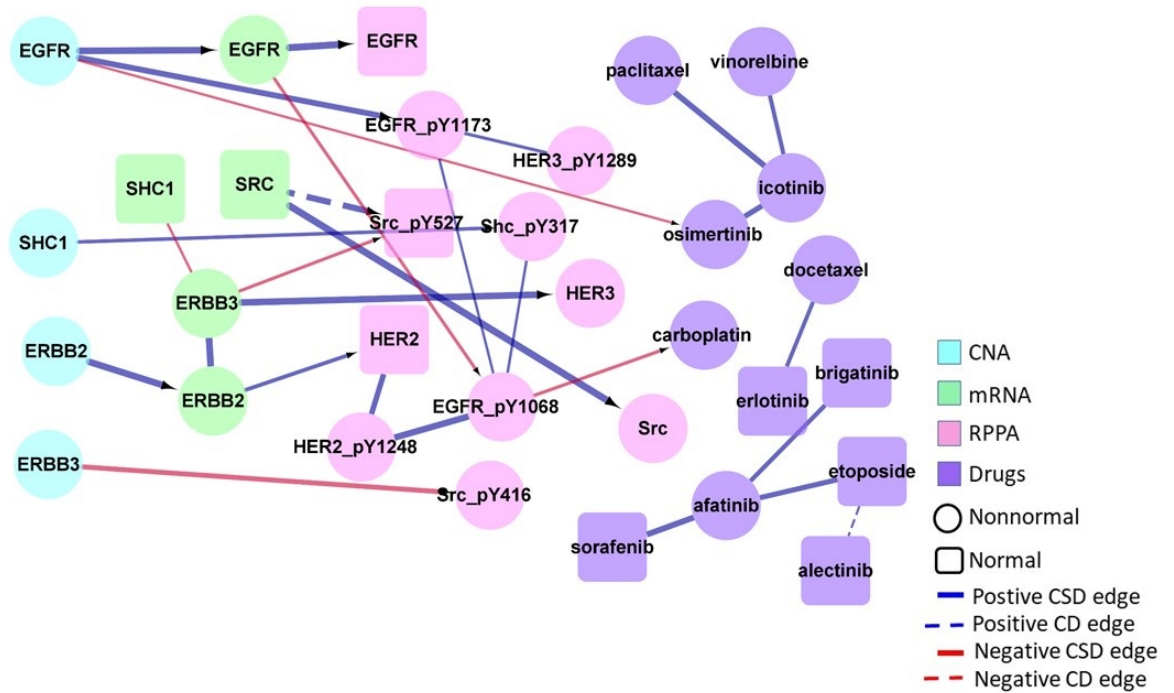 EGFR
EGFR
EGFR
paclitaxel
vinorelbine
EGFR_pY1173
HER3_pY1289
SHC1
SRC
icotinib
Src_pY527
Shc_pY317
osimertinib
SHC1
docetaxel
ERBB3
HER3
carboplatin
HER2
ERBB2
brigatinib
ERBB2
EGFR_pY1068
erlotinib
Src
HER2_pY1248
ERBB3
Src_pY416
etoposide
afatinib
sorafenib
alectinib
CNA
mRNA
RPPA
Drugs
Nonnormal
Normal
Postive CSD edge
Positive CD edge
Negative CSD edge
Negative CD edge